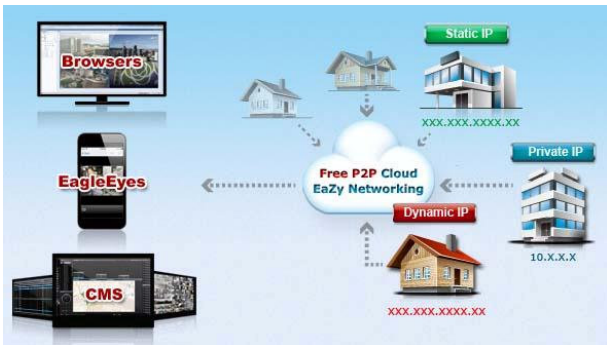 Browsers
EagleEyes
CMS
Static IP
xxx.xxx.xxxx.xx
Free P2P Cloud
EaZy Networking
Private IP
10.x.x.x
Dynamic IP
xxx.xxx.xxxx.xx